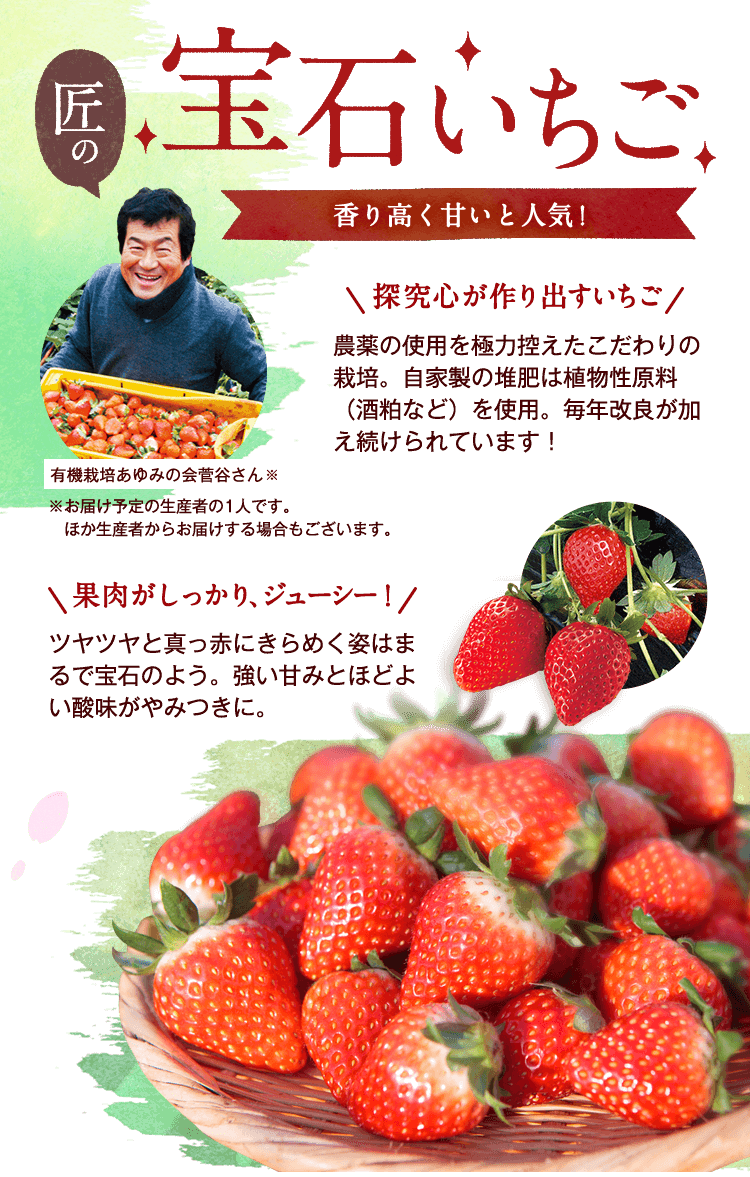 匠の
宝石いちご
香り高く甘いと人気！
探究心が作り出すいちご
農薬の使用を極力控えたこだわりの
栽培。自家製の堆肥は植物性原料
（酒粕など）を使用。毎年改良が加
え続けられています！
有機栽培あゆみの会菅谷さん※
※お届け予定の生産者の1人です。
ほか生産者からお届けする場合もございます。
果肉がしっかり、ジューシー！
ツヤツヤと真っ赤にきらめく姿はま
るで宝石のよう。強い甘みとほどよ
い酸味がやみつきに。